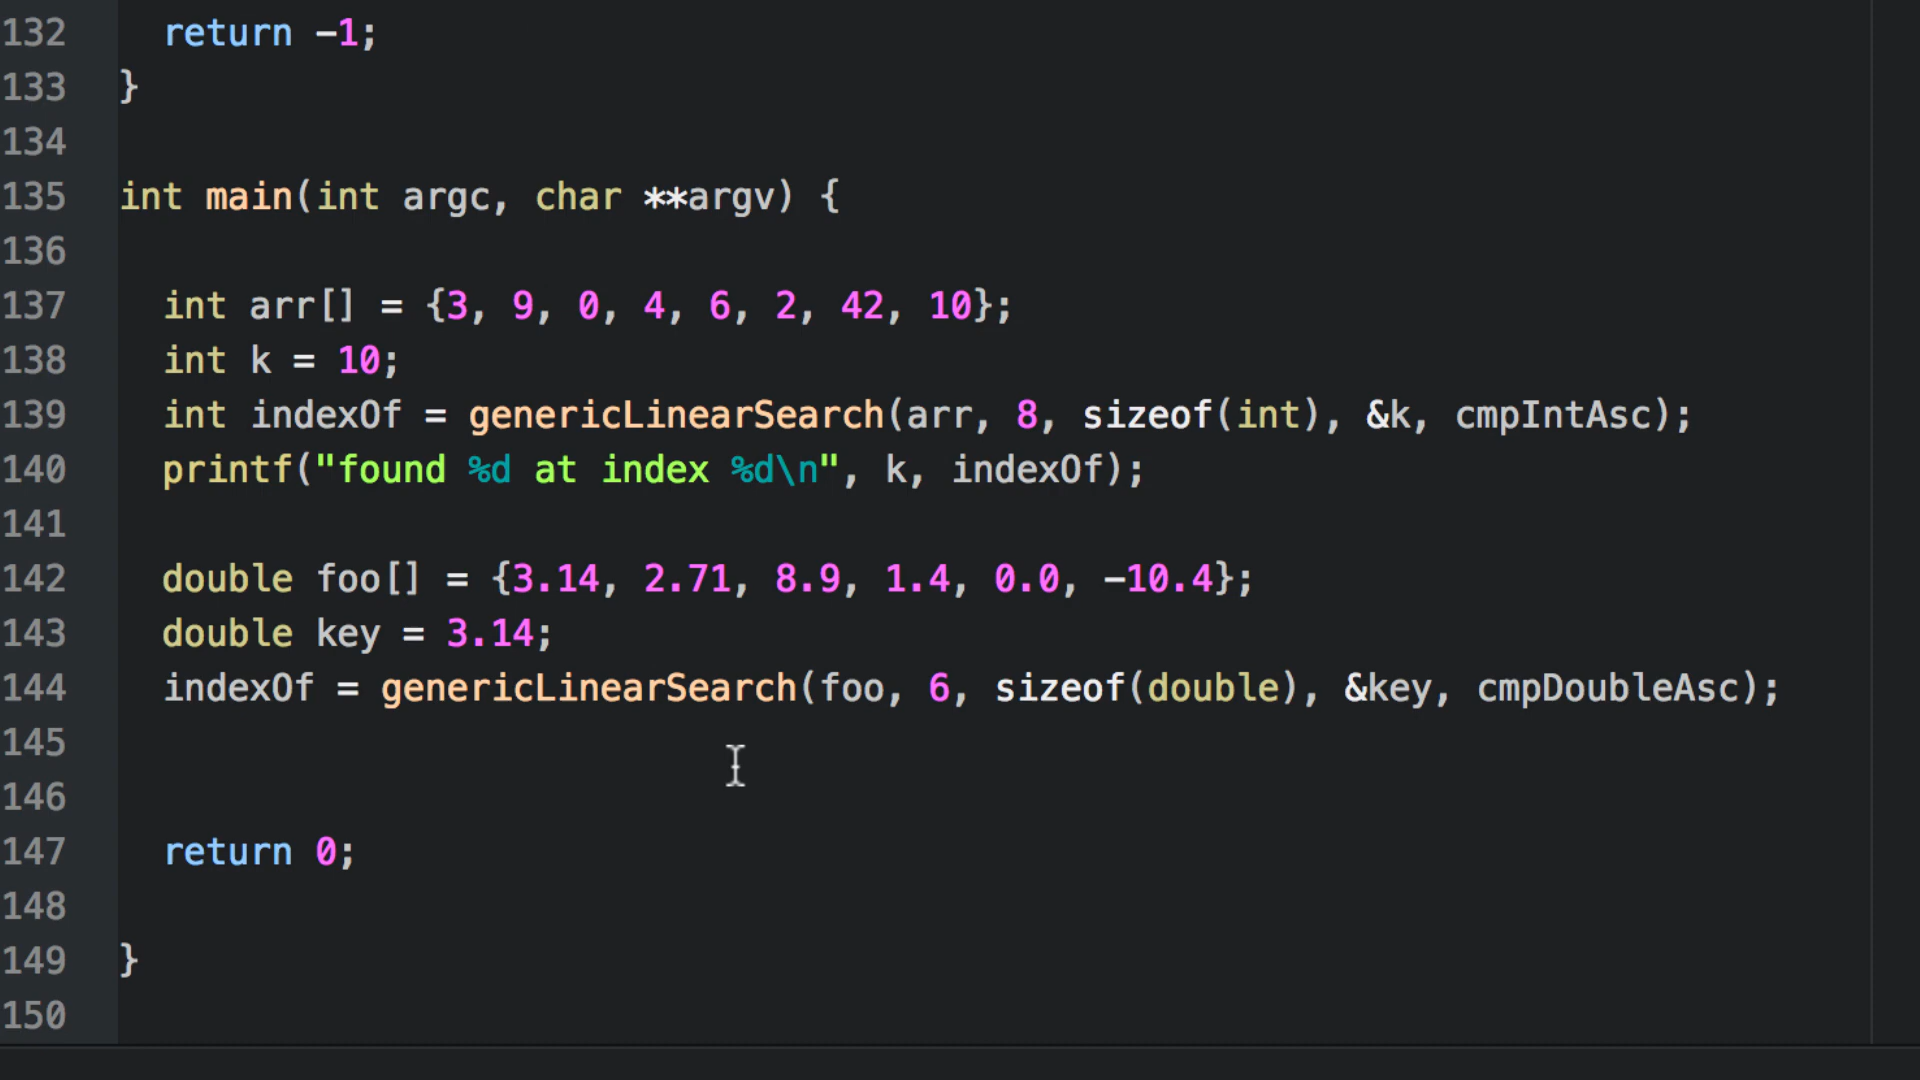 132 return -1;
133 }
134
135 int main(int argc, char **argv) {
136
137 int arr[] = {3, 9, 0, 4, 6, 2, 42, 10};
138 int k = 10;
139 int indexOf = genericLinearSearch(arr, 8, sizeof(int), &k, cmpIntAsc);
140 printf("found %d at index %d\n", k, indexOf);
141
142 double foo[] = {3.14, 2.71, 8.9, 1.4, 0.0, -10.4};
143 double key = 3.14;
144 indexOf = genericLinearSearch(foo, 6, sizeof(double), &key, cmpDoubleAsc);
145
146
147 return 0;
148
149 }
150